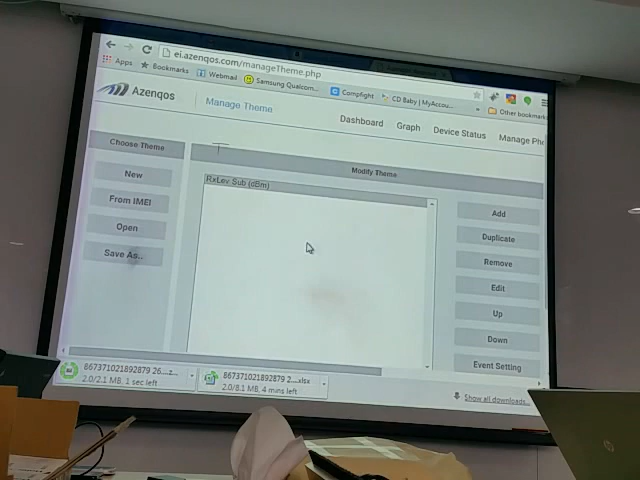 ei.azenqos.com/manageTheme.php
Apps Bookmarks Webmail Samsung Qualcom... Compfight CD Baby | MyAccou... »
Other bookmarks
Azenqos Manage Theme
Dashboard Graph Device Status Manage Pho
Choose Theme
New
From IMEI
Open
Save As..
Modify Theme
RxLev Sub (dBm)
Add
Duplicate
Remove
Edit
Up
Down
Event Setting
867371021892879 26....z...
2.0/2.1 MB, 1 sec left
867371021892879 2....xlsx
2.0/8.1 MB, 4 mins left
Show all downloads...
hp